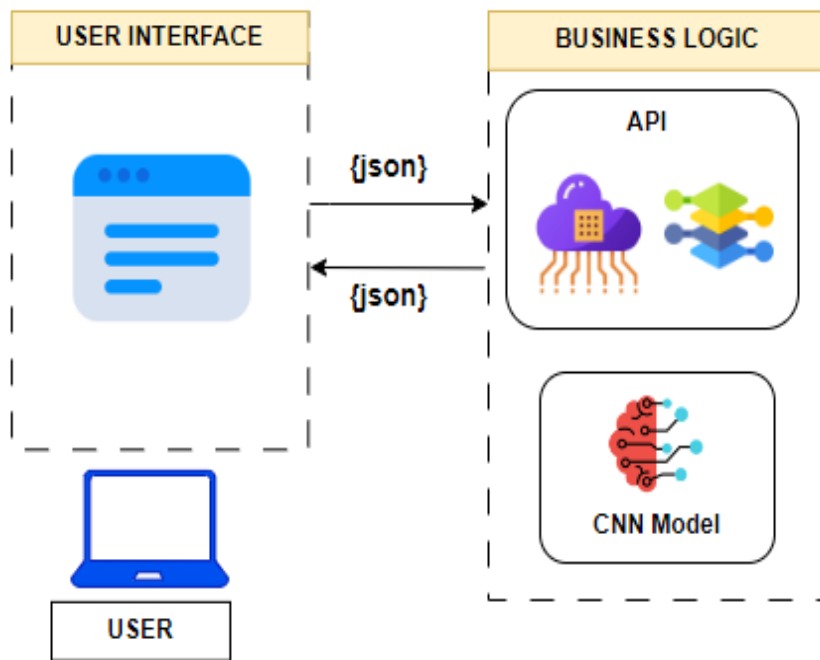 USER INTERFACE
BUSINESS LOGIC
API
{json}
{json}
CNN Model
USER